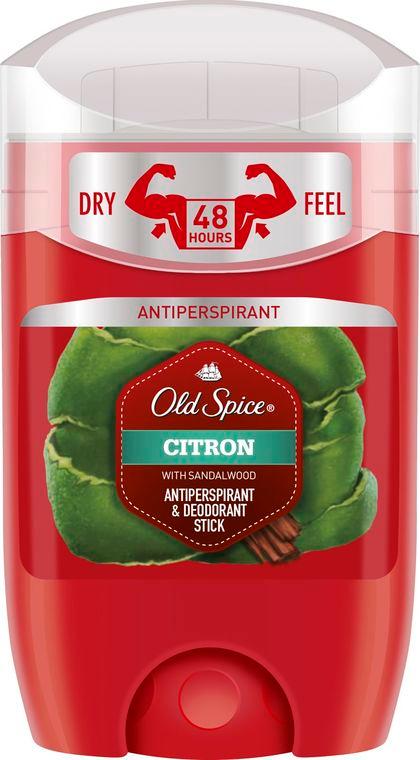 DRY 48 FEEL
HOURS
ANTIPERSPIRANT
Old Spice®
CITRON
WITH SANDALWOOD
ANTIPERSPIRANT
& DEODORANT
STICK